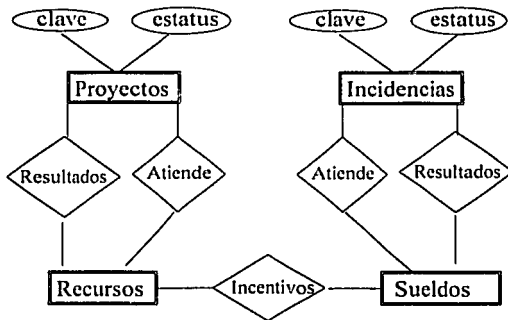 clave estatus clave estatus
Proyectos Incidencias
Resultados Atiende Atiende Resultados
Recursos Incentivos Sueldos